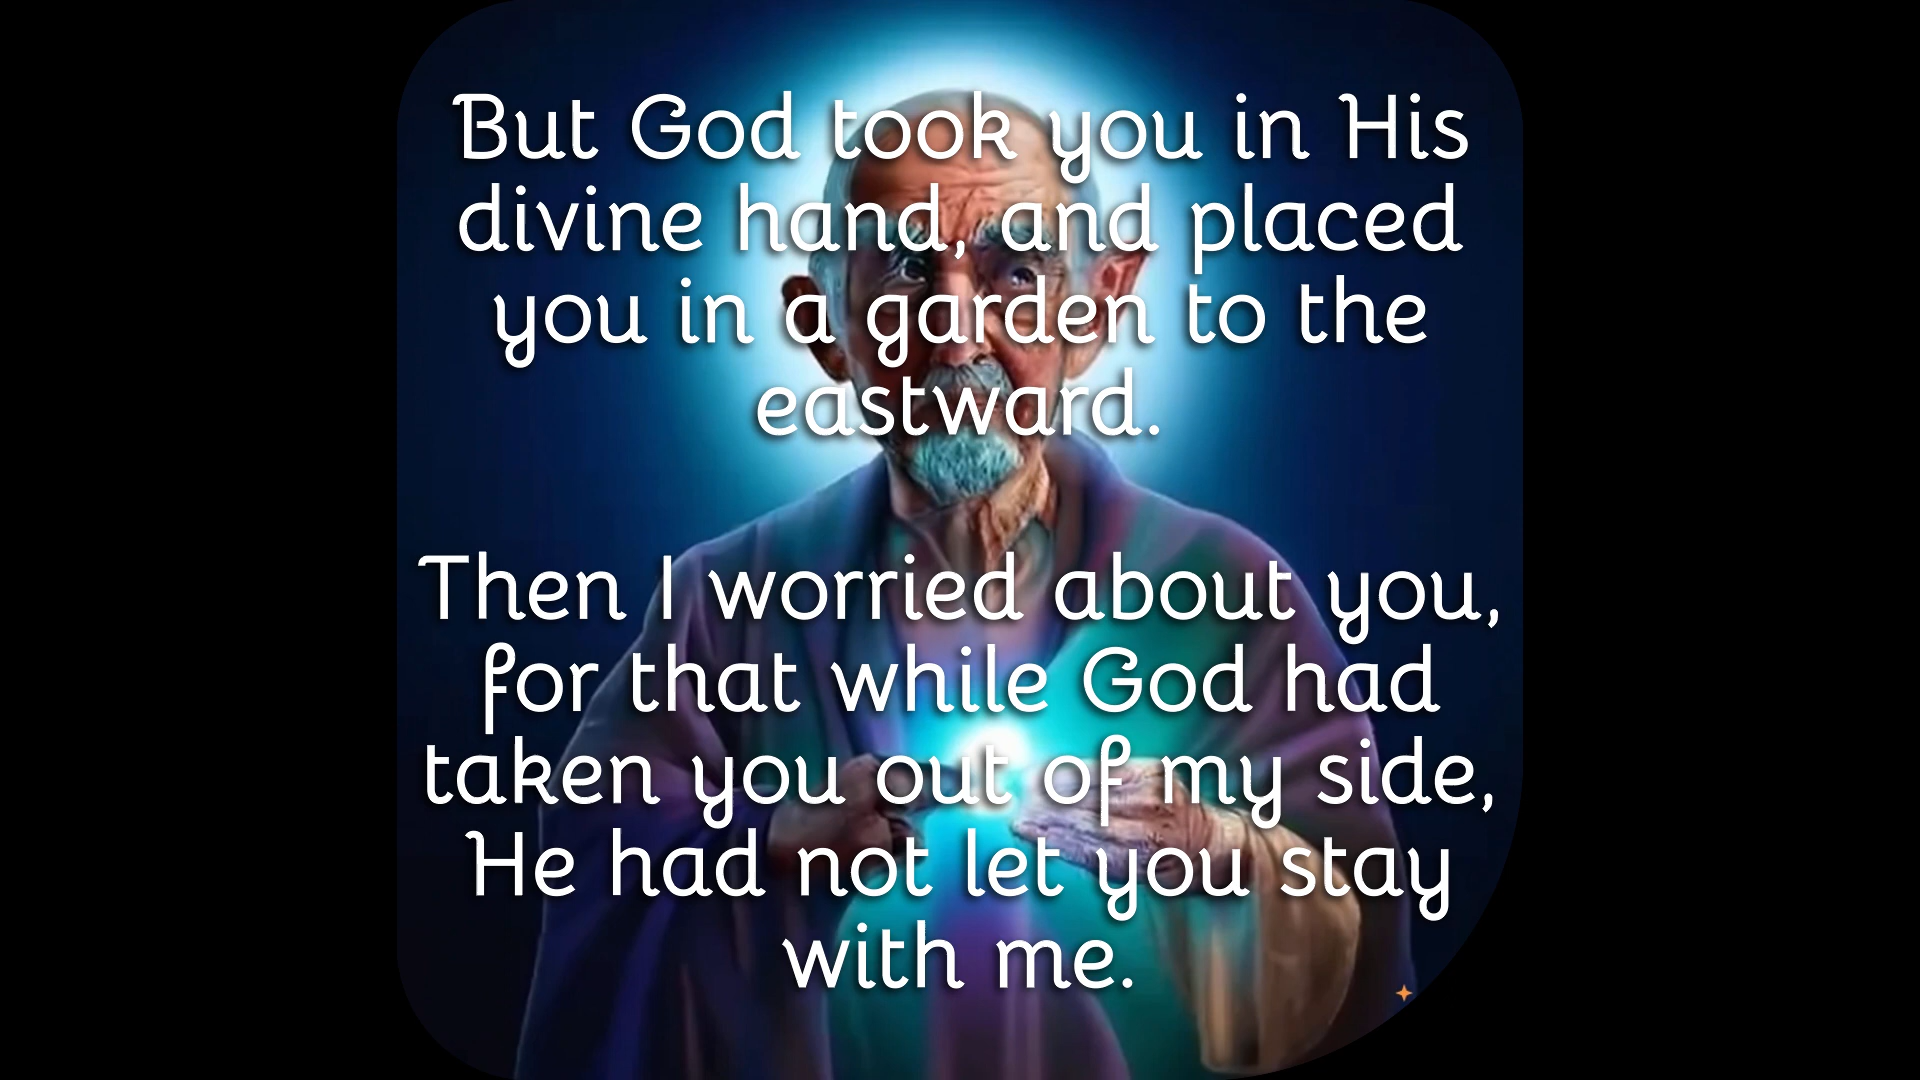 But God took you in His
divine hand, and placed
you in a garden to the
eastward.
Then I worried about you,
for that while God had
taken you out of my side,
He had not let you stay
with me.